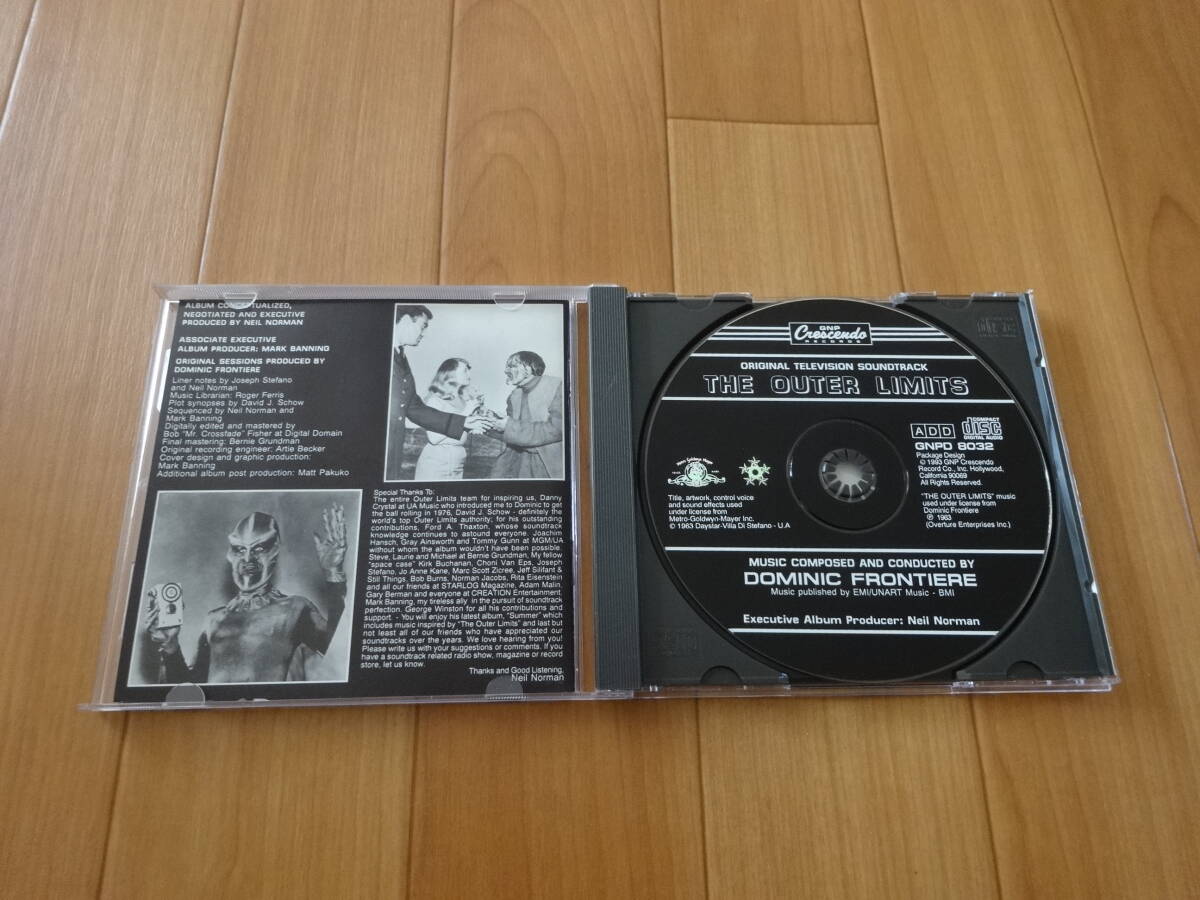 ALBUM CONCEPTUALIZED,
NEGOTIATED AND EXECUTIVE
PRODUCED BY NEIL NORMAN
ASSOCIATE EXECUTIVE
ALBUM PRODUCER: MARK BANNING
ORIGINAL SESSIONS PRODUCED BY
DOMINIC FRONTIERE
Liner notes by Joseph Stefano
and Neil Norman
Music Librarian: Roger Ferris
Plot synopses by David J. Schow
Sequenced by Neil Norman and
Mark Banning
Digitally edited and mastered by
Bob "Mr. Crossfade" Fisher at Digital Domain
Final mastering: Bernie Grundman
Original recording engineer: Artie Becker
Cover design and graphic production:
Mark Banning
Additional album post production: Matt Pakuko
Special Thanks To:
The entire Outer Limits team for inspiring us, Danny
Crystal at UA Music who introduced me to Dominic to get
the ball rolling in 1976, David J. Schow - definitely the
world's top Outer Limits authority; for his outstanding
contributions, Ford A. Thaxton, whose soundtrack
knowledge continues to astound everyone. Joachim
Hansch, Gray Ainsworth and Tommy Gunn at MGM/UA
without whom the album wouldn't have been possible.
Steve, Laurie and Michael at Bernie Grundman, My fellow
"space case" Kirk Buchanan, Choni Van Eps, Joseph
Stefano, Jo Anne Kane, Marc Scott Zicree, Jeff Silifant &
Still Things, Bob Burns, Norman Jacobs, Rita Eisenstein
and all our friends at STARLOG Magazine, Adam Malin,
Gary Berman and everyone at CREATION Entertainment.
Mark Banning, my tireless ally in the pursuit of soundtrack
perfection. George Winston for all his contributions and
support. - You will enjoy his latest album, "Summer" which
includes music inspired by "The Outer Limits" and last but
not least all of our friends who have appreciated our
soundtracks over the years. We love hearing from you!
Please write us with your suggestions or comments. If you
have a soundtrack related radio show, magazine or record
store, let us know.
Thanks and Good Listening,
Neil Norman
GNP
Crescendo
RECORDS
ORIGINAL TELEVISION SOUNDTRACK
THE OUTER LIMITS
ADD
COMPACT
disc
DIGITAL AUDIO
GNPD 8032
Package Design
© 1993 GNP Crescendo
Record Co., Inc. Hollywood,
California 90069
All Rights Reserved.
Title, artwork, control voice
and sound effects used
under license from
Metro-Goldwyn-Mayer Inc.
© 1963 Daystar-Villa Di Stefano - U.A
"THE OUTER LIMITS" music
used under license from
Dominic Frontiere
℗ 1963
(Overture Enterprises Inc.)
MUSIC COMPOSED AND CONDUCTED BY
DOMINIC FRONTIERE
Music published by EMI/UNART Music - BMI
Executive Album Producer: Neil Norman